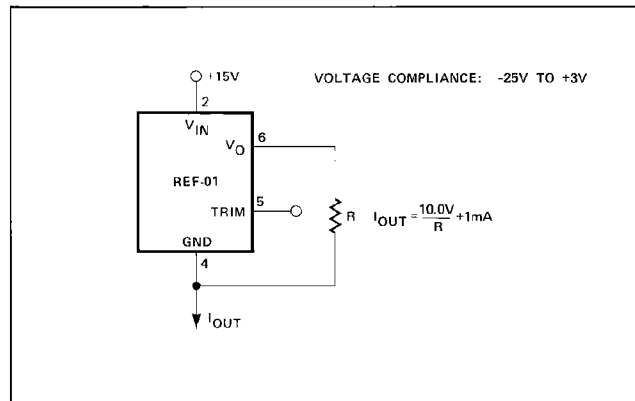 +15V
VOLTAGE COMPLIANCE: -25V TO +3V
2
VIN
VO
6
REF-01
TRIM
5
R
IOUT = 10.0V/R +1mA
GND
4
IOUT